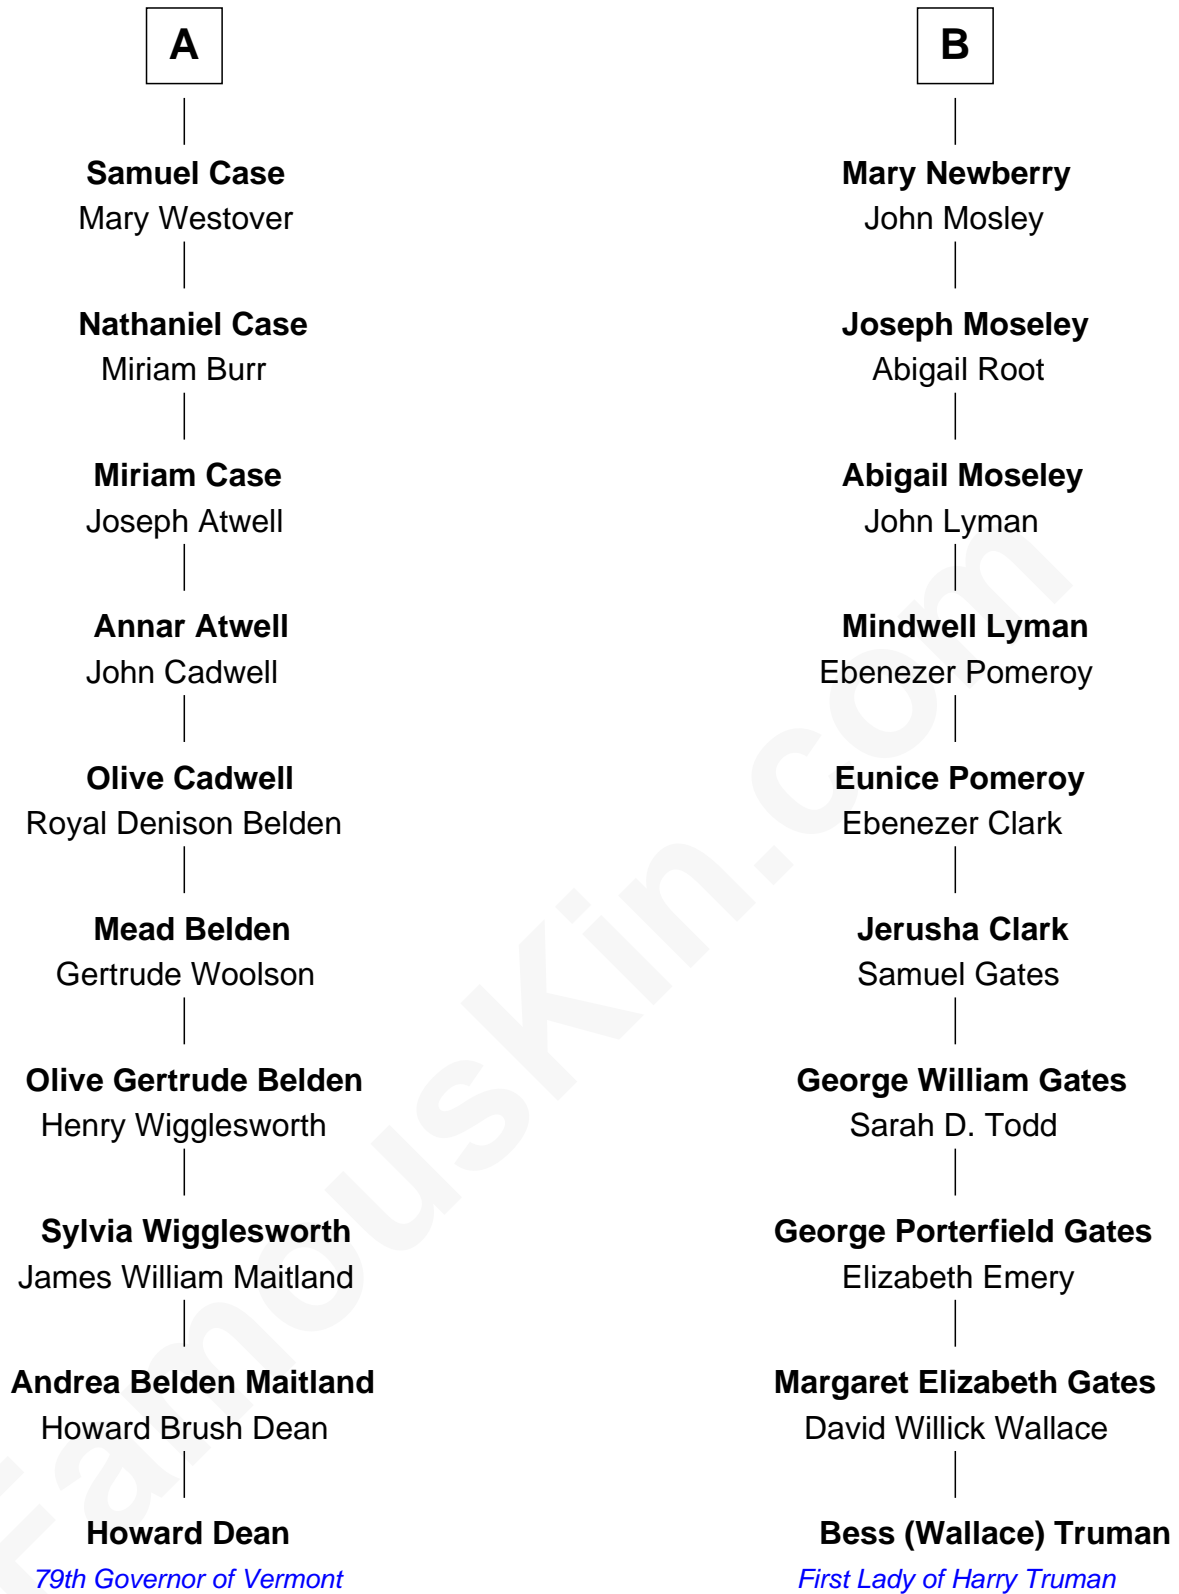 A
Samuel Case
Mary Westover
Nathaniel Case
Miriam Burr
Miriam Case
Joseph Atwell
Annar Atwell
John Cadwell
Olive Cadwell
Royal Denison Belden
Mead Belden
Gertrude Woolson
Olive Gertrude Belden
Henry Wigglesworth
Sylvia Wigglesworth
James William Maitland
Andrea Belden Maitland
Howard Brush Dean
Howard Dean
79th Governor of Vermont
B
Mary Newberry
John Mosley
Joseph Moseley
Abigail Root
Abigail Moseley
John Lyman
Mindwell Lyman
Ebenezer Pomeroy
Eunice Pomeroy
Ebenezer Clark
Jerusha Clark
Samuel Gates
George William Gates
Sarah D. Todd
George Porterfield Gates
Elizabeth Emery
Margaret Elizabeth Gates
David Willick Wallace
Bess (Wallace) Truman
First Lady of Harry Truman
FamousKin.com